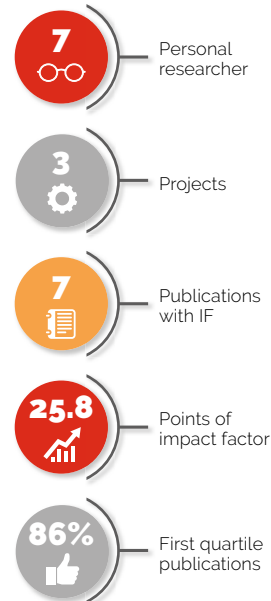 7
Personal
researcher
3
Projects
7
Publications
with IF
25.8
Points of
impact factor
86%
First quartile
publications